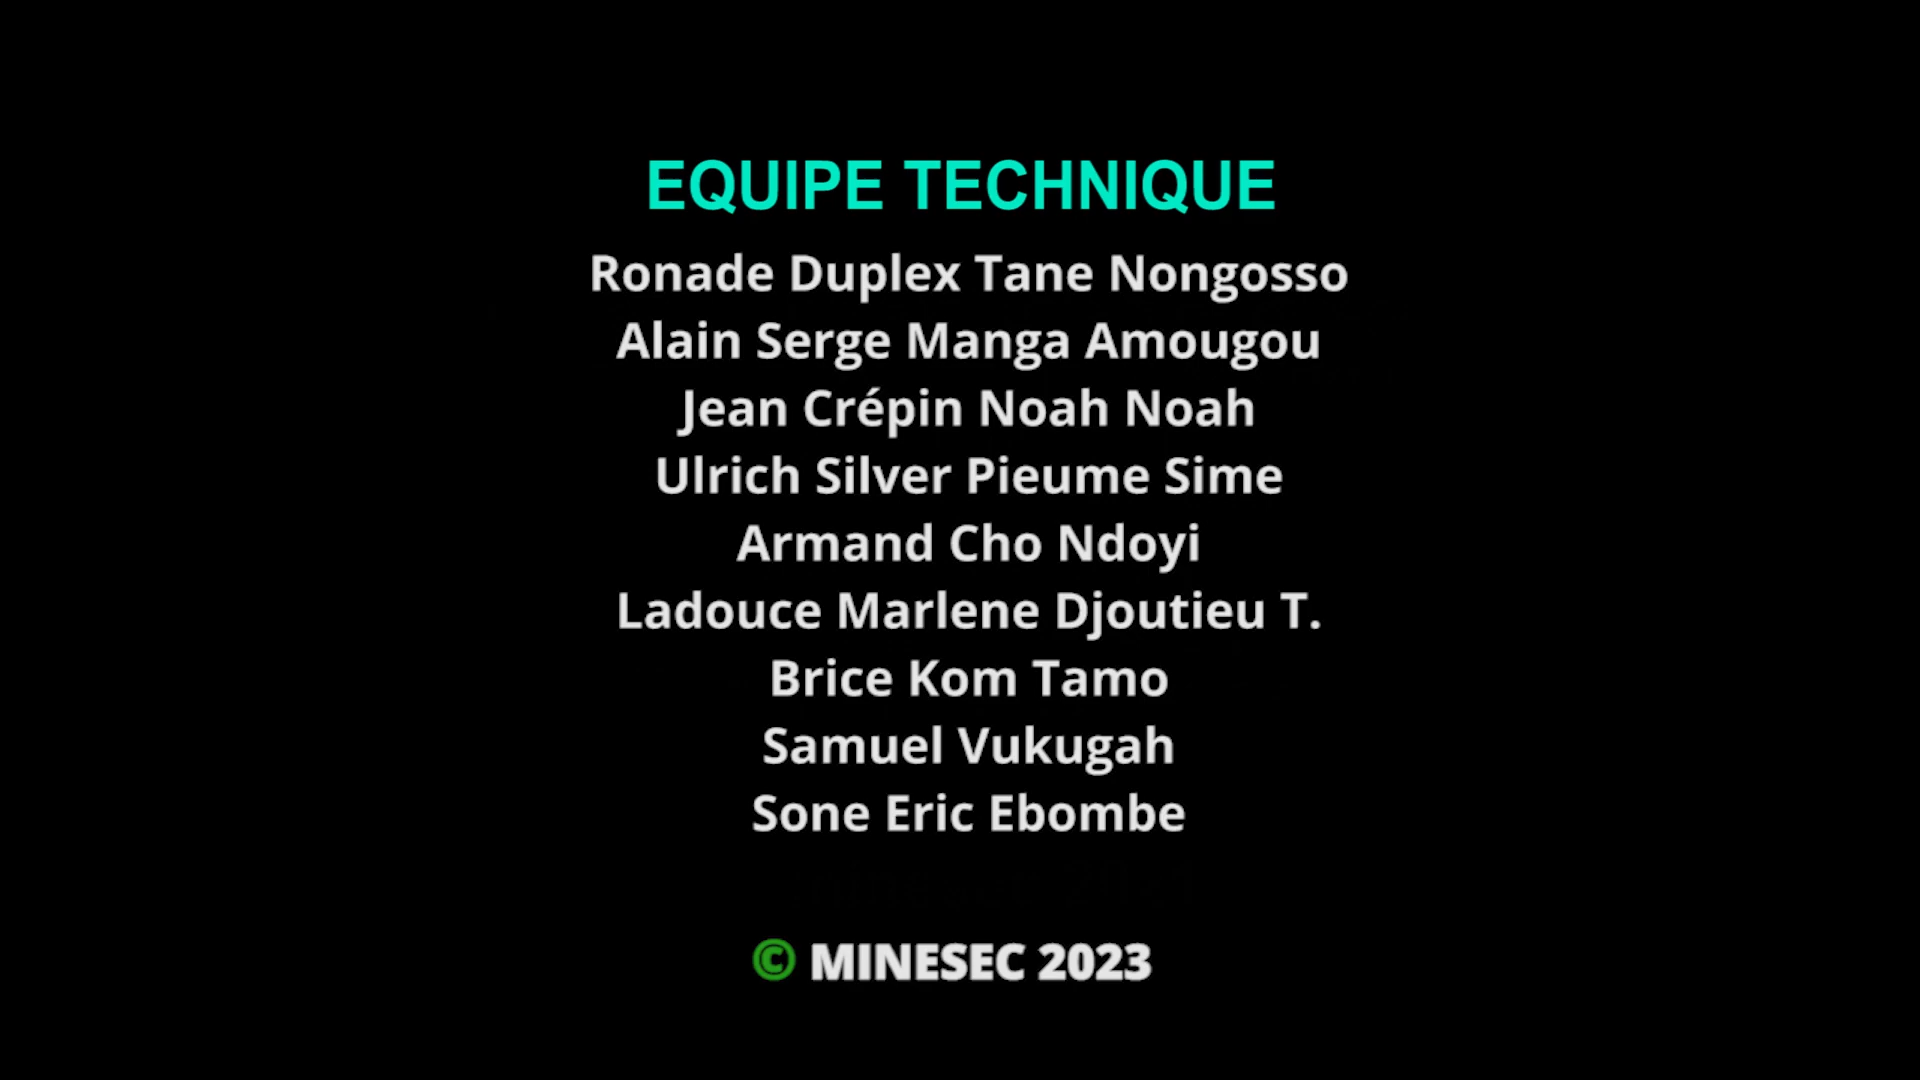 EQUIPE TECHNIQUE
Ronade Duplex Tane Nongosso
Alain Serge Manga Amougou
Jean Crépin Noah Noah
Ulrich Silver Pieume Sime
Armand Cho Ndoyi
Ladouce Marlene Djoutieu T.
Brice Kom Tamo
Samuel Vukugah
Sone Eric Ebombe
© MINESEC 2023